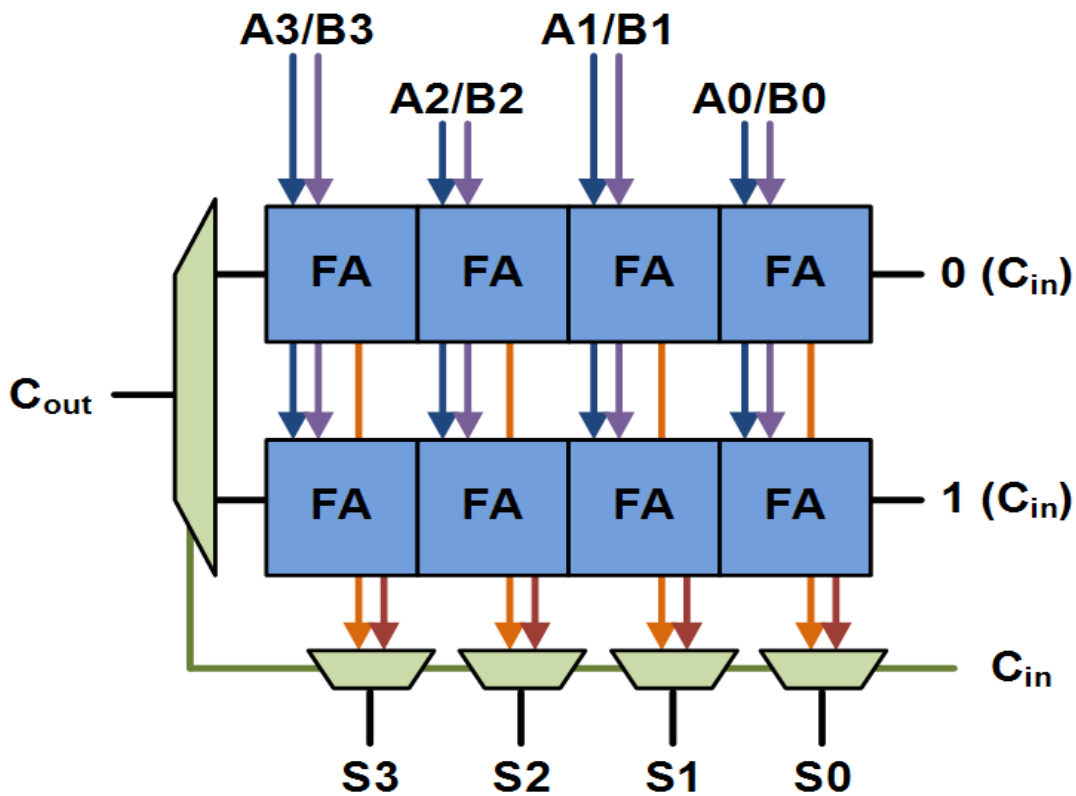 A3/B3 A1/B1
A2/B2 A0/B0
FA FA FA FA 0 (Cin)
Cout
FA FA FA FA 1 (Cin)
Cin
S3 S2 S1 S0